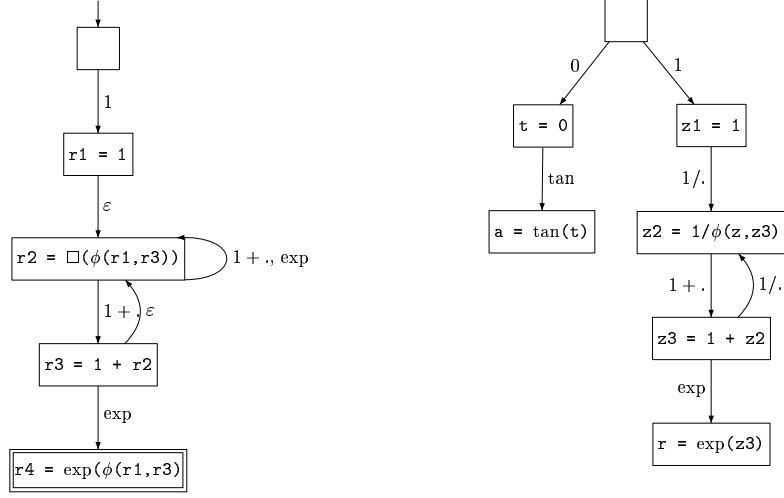 1
r1 = 1
ε
r2 = □(ϕ(r1,r3))
1 + ., exp
1 + .
ε
r3 = 1 + r2
exp
r4 = exp(ϕ(r1,r3)
0
1
t = 0
z1 = 1
tan
1/.
a = tan(t)
z2 = 1/ϕ(z,z3)
1 + .
1/.
z3 = 1 + z2
exp
r = exp(z3)